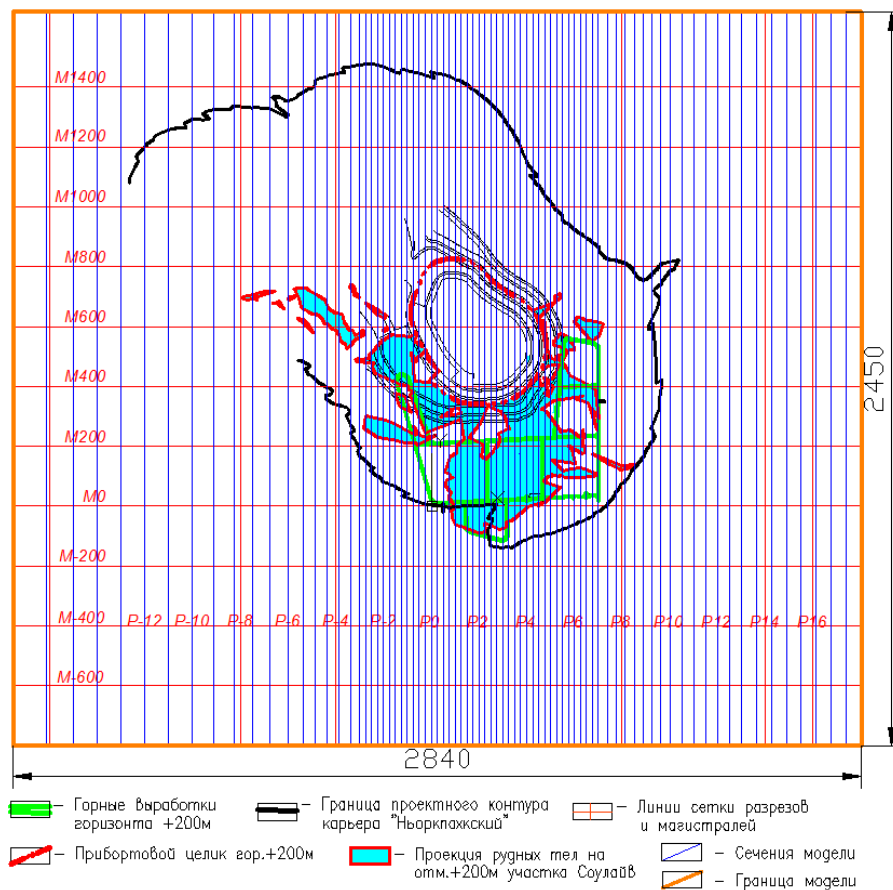 M1400
M1200
M1000
M800
M600
M400
M200
M0
M-200
M-400
P-12 P-10 P-8 P-6 P-4 P-2 P0 P2 P4 P6 P8 P10 P12 P14 P16
M-600
2450
2840
– Горные выработки
горизонта +200м
– Граница проектного контура
карьера "Ньоркпахкский"
– Линии сетки разрезов
и магистралей
– Прибортовой целик гор.+200м
– Проекция рудных тел на
отм.+200м участка Соулайв
– Сечения модели
– Граница модели